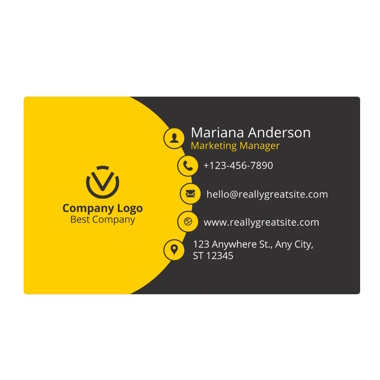 Company Logo
Best Company
Mariana Anderson
Marketing Manager
+123-456-7890
hello@reallygreatsite.com
www.reallygreatsite.com
123 Anywhere St., Any City,
ST 12345